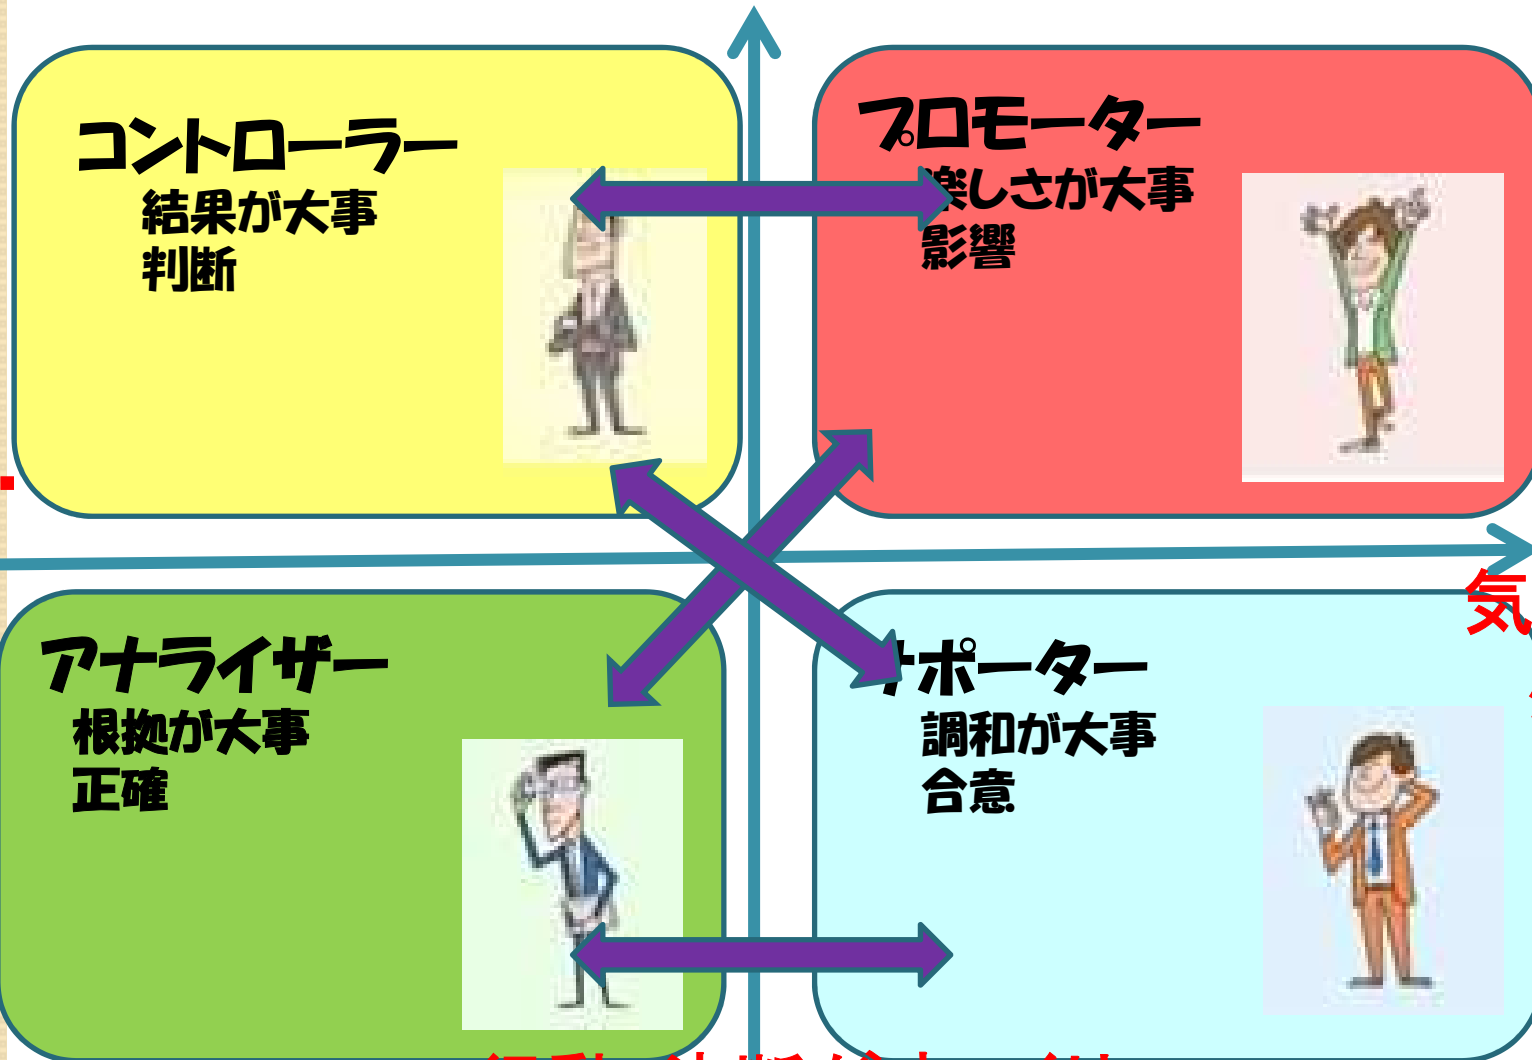 コントローラー
結果が大事
判断
プロモーター
楽しさが大事
影響
気
アナライザー
根拠が大事
正確
サポーター
調和が大事
合意